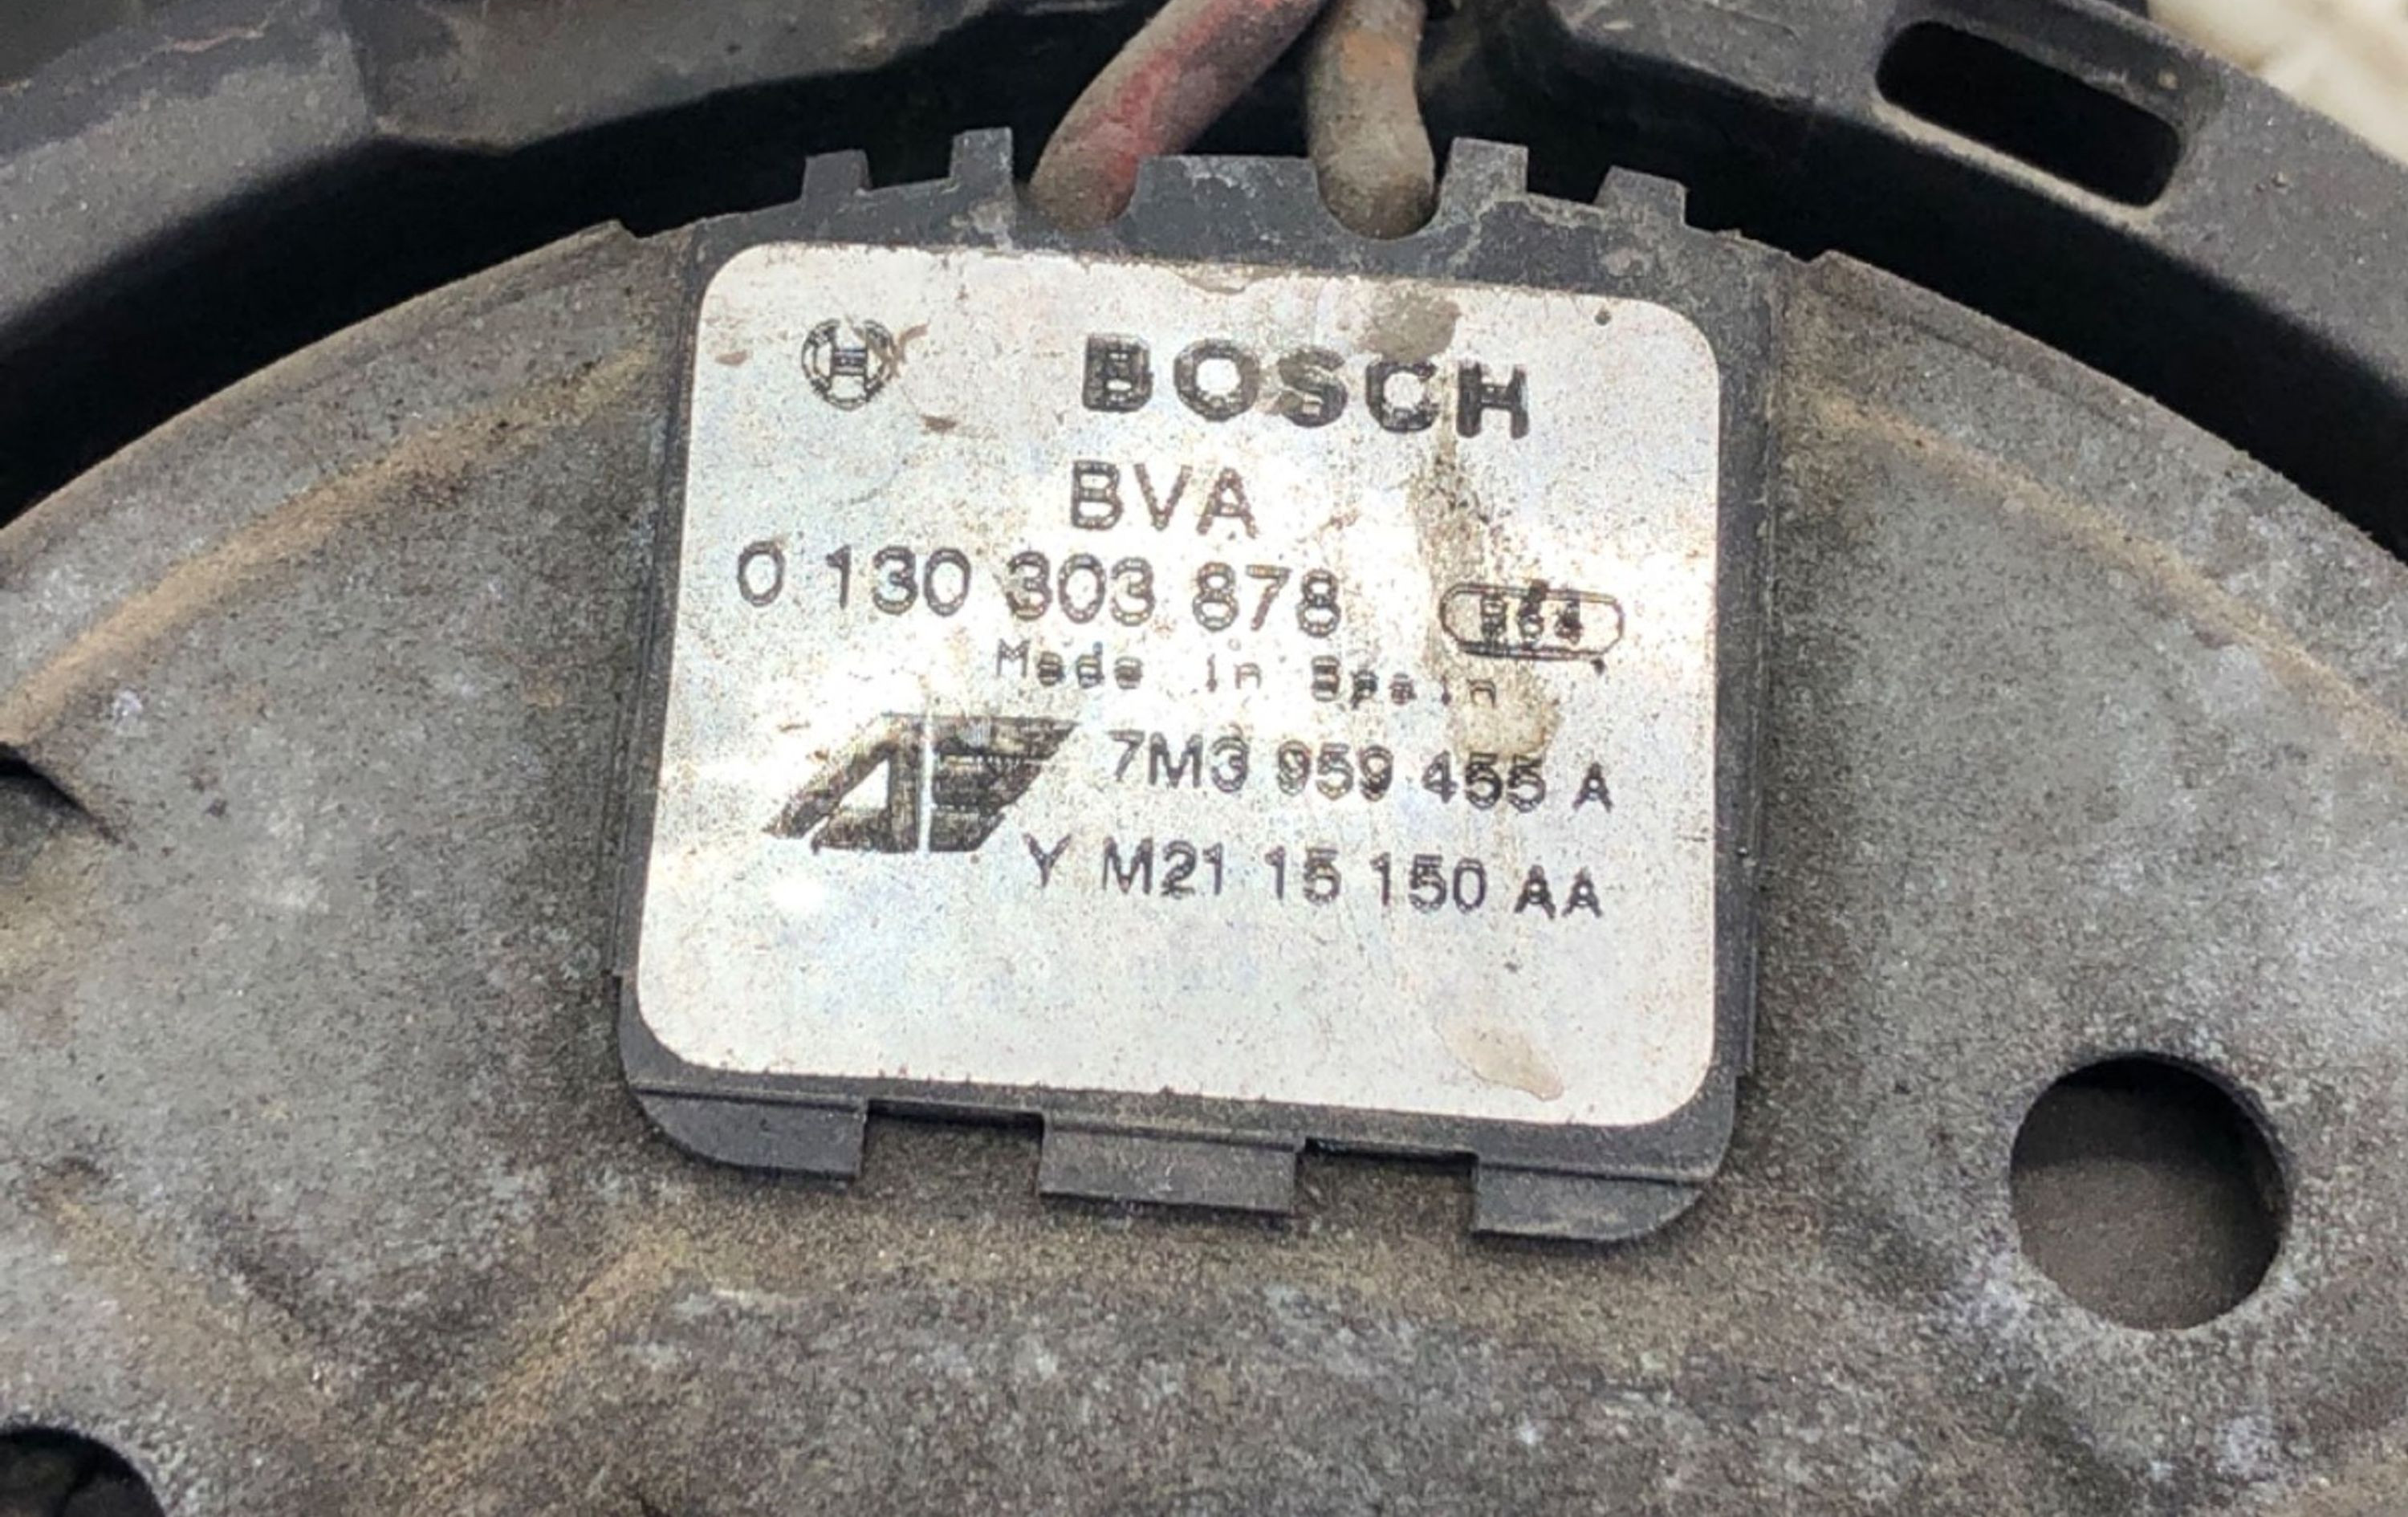 BOSCH
BVA
0 130 303 878
Made in Spain
7M3 959 455 A
Y M21 15 150 AA